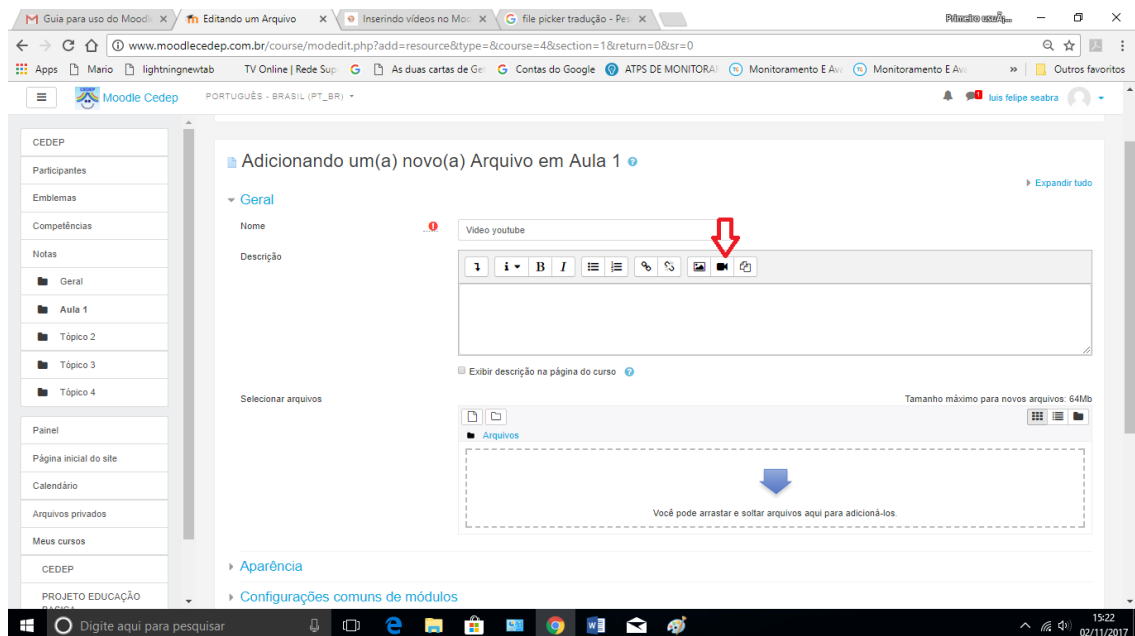 Guia para uso do Moodl
Editando um Arquivo
Inserindo vídeos no Moo
file picker tradução - Pes
www.moodlecedep.com.br/course/modedit.php?add=resource&type=&course=4&section=1&return=0&sr=0
Apps
Mario
lightningnewtab
TV Online | Rede Sup
As duas cartas de Ge
Contas do Google
ATPS DE MONITORA
Monitoramento E Ava
Monitoramento E Ava
»
Outros favoritos
Moodle Cedep
PORTUGUÊS - BRASIL (PT_BR)
1
luis felipe seabra
CEDEP
Participantes
Emblemas
Competências
Notas
Geral
Aula 1
Tópico 2
Tópico 3
Tópico 4
Painel
Página inicial do site
Calendário
Arquivos privados
Meus cursos
CEDEP
PROJETO EDUCAÇÃO
Adicionando um(a) novo(a) Arquivo em Aula 1
Expandir tudo
Geral
Nome
Video youtube
Descrição
i B I
Exibir descrição na página do curso
Selecionar arquivos
Tamanho máximo para novos arquivos: 64Mb
Arquivos
Você pode arrastar e soltar arquivos aqui para adicioná-los.
Aparência
Configurações comuns de módulos
Digite aqui para pesquisar
15:22
02/11/2017